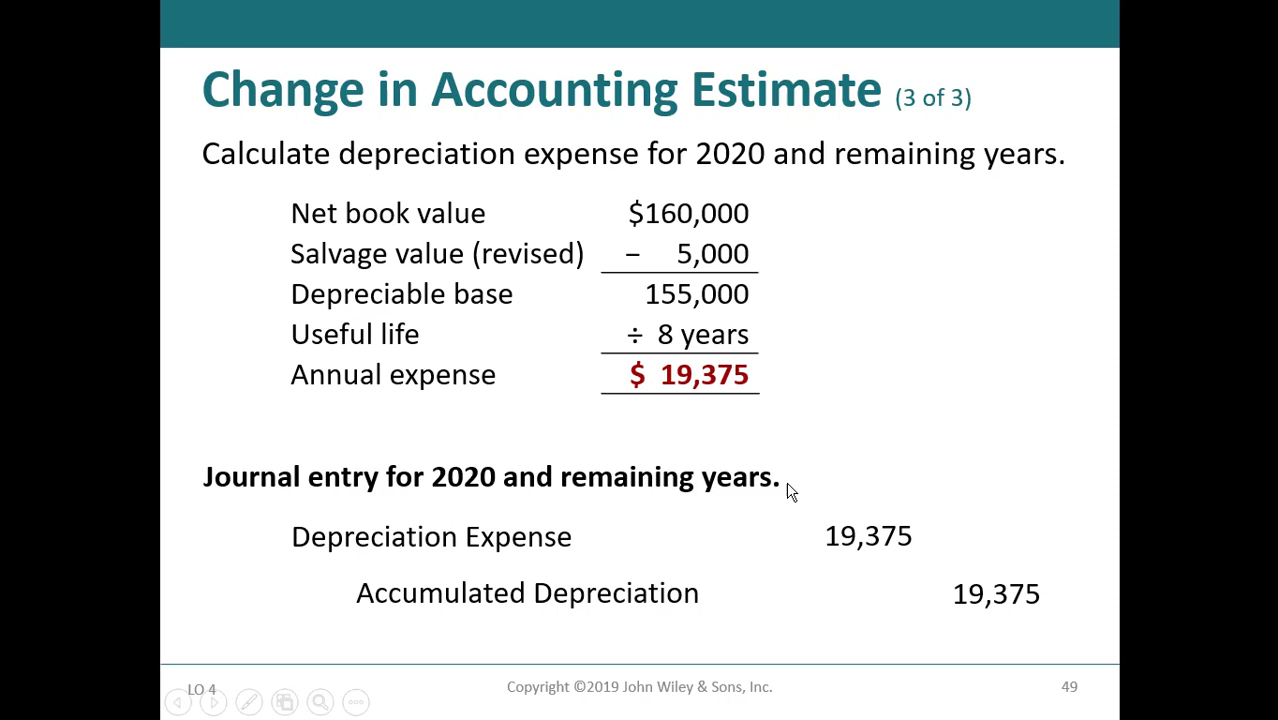 Change in Accounting Estimate (3 of 3)
Calculate depreciation expense for 2020 and remaining years.
Net book value $160,000
Salvage value (revised) – 5,000
Depreciable base 155,000
Useful life ÷ 8 years
Annual expense $ 19,375
Journal entry for 2020 and remaining years.
Depreciation Expense 19,375
Accumulated Depreciation 19,375
LO 4 Copyright ©2019 John Wiley & Sons, Inc. 49